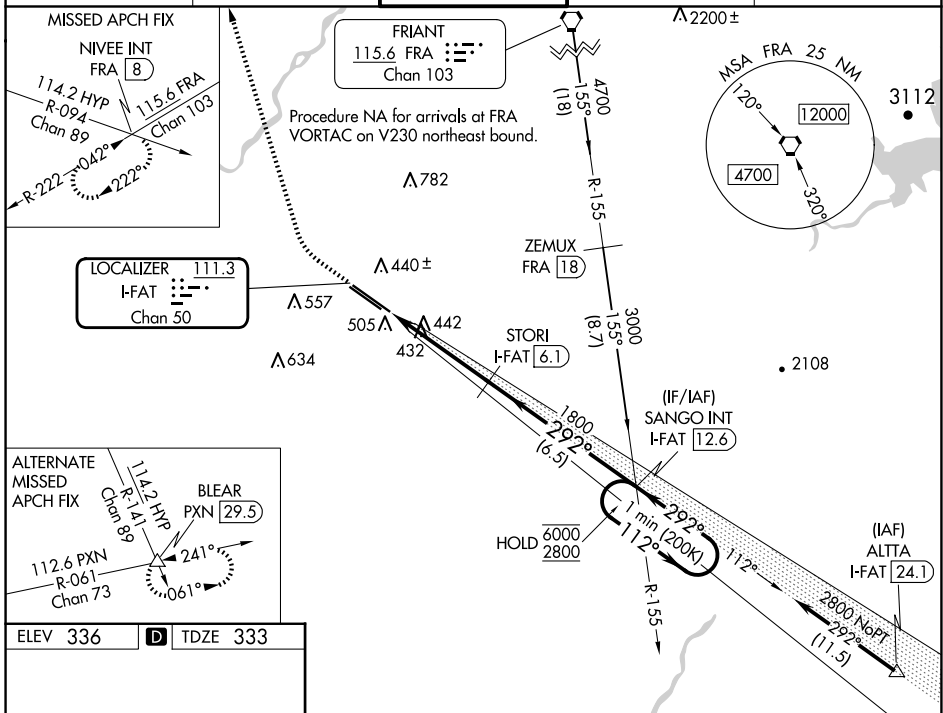 MISSED APCH FIX
NIVEE INT
FRA 8
114.2 HYP
R-094
Chan 89
115.6 FRA
Chan 103
R-222
042°
222°
FRIANT
115.6 FRA
Chan 103
Procedure NA for arrivals at FRA
VORTAC on V230 northeast bound.
2200±
4700
155°
(18)
R-155
MSA FRA 25 NM
120°
12000
4700
320°
3112
782
ZEMUX
FRA 18
LOCALIZER 111.3
I-FAT
Chan 50
440±
557
505
442
432
634
STORI
I-FAT 6.1
3000
155°
(8.7)
2108
(IF/IAF)
SANGO INT
I-FAT 12.6
1800
292°
(6.5)
HOLD 6000
2800
292°
1 min (200K)
112°
112°
R-155
(IAF)
ALTTA
I-FAT 24.1
2800 NoPT
292°
(11.5)
ALTERNATE
MISSED
APCH FIX
114.2 HYP
R-141
Chan 89
BLEAR
PXN 29.5
112.6 PXN
R-061
Chan 73
241°
061°
ELEV 336
D
TDZE 333